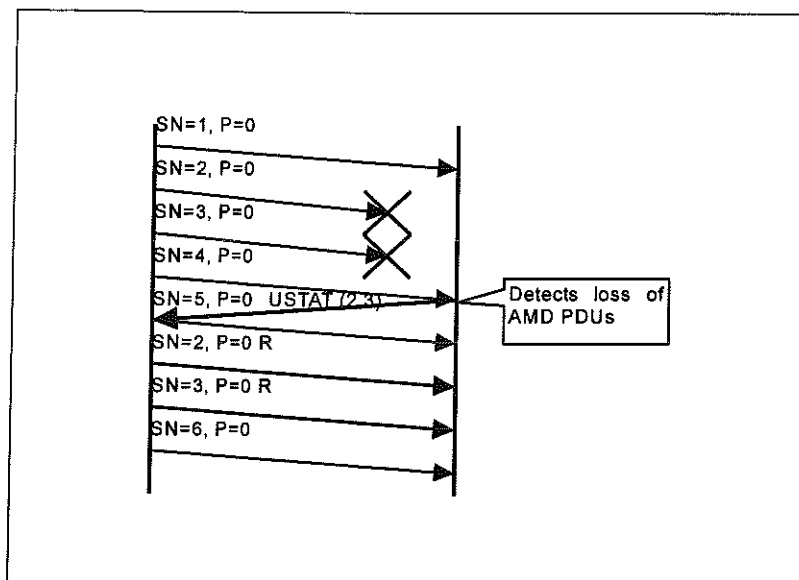 SN=1, P=0
SN=2, P=0
SN=3, P=0
SN=4, P=0
SN=5, P=0 USTAT (2,3)
Detects loss of
AMD PDUs
SN=2, P=0 R
SN=3, P=0 R
SN=6, P=0